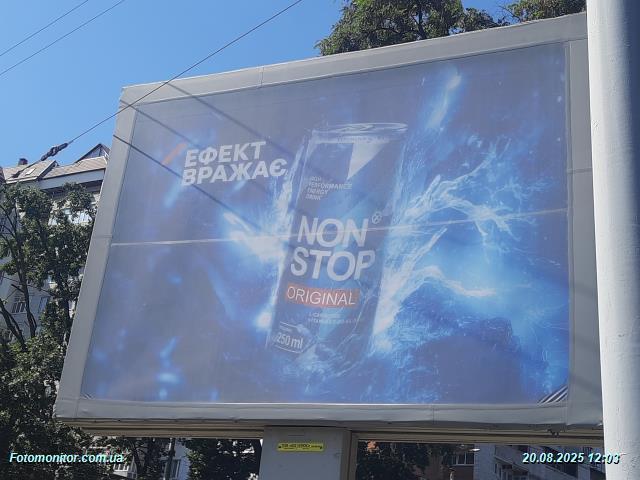 ЕФЕКТ
ВРАЖАЄ
HIGH
PERFORMANCE
ENERGY
DRINK
NON
STOP
®
ORIGINAL
250 ml
Fotomonitor.com.ua
20.08.2025 12:03